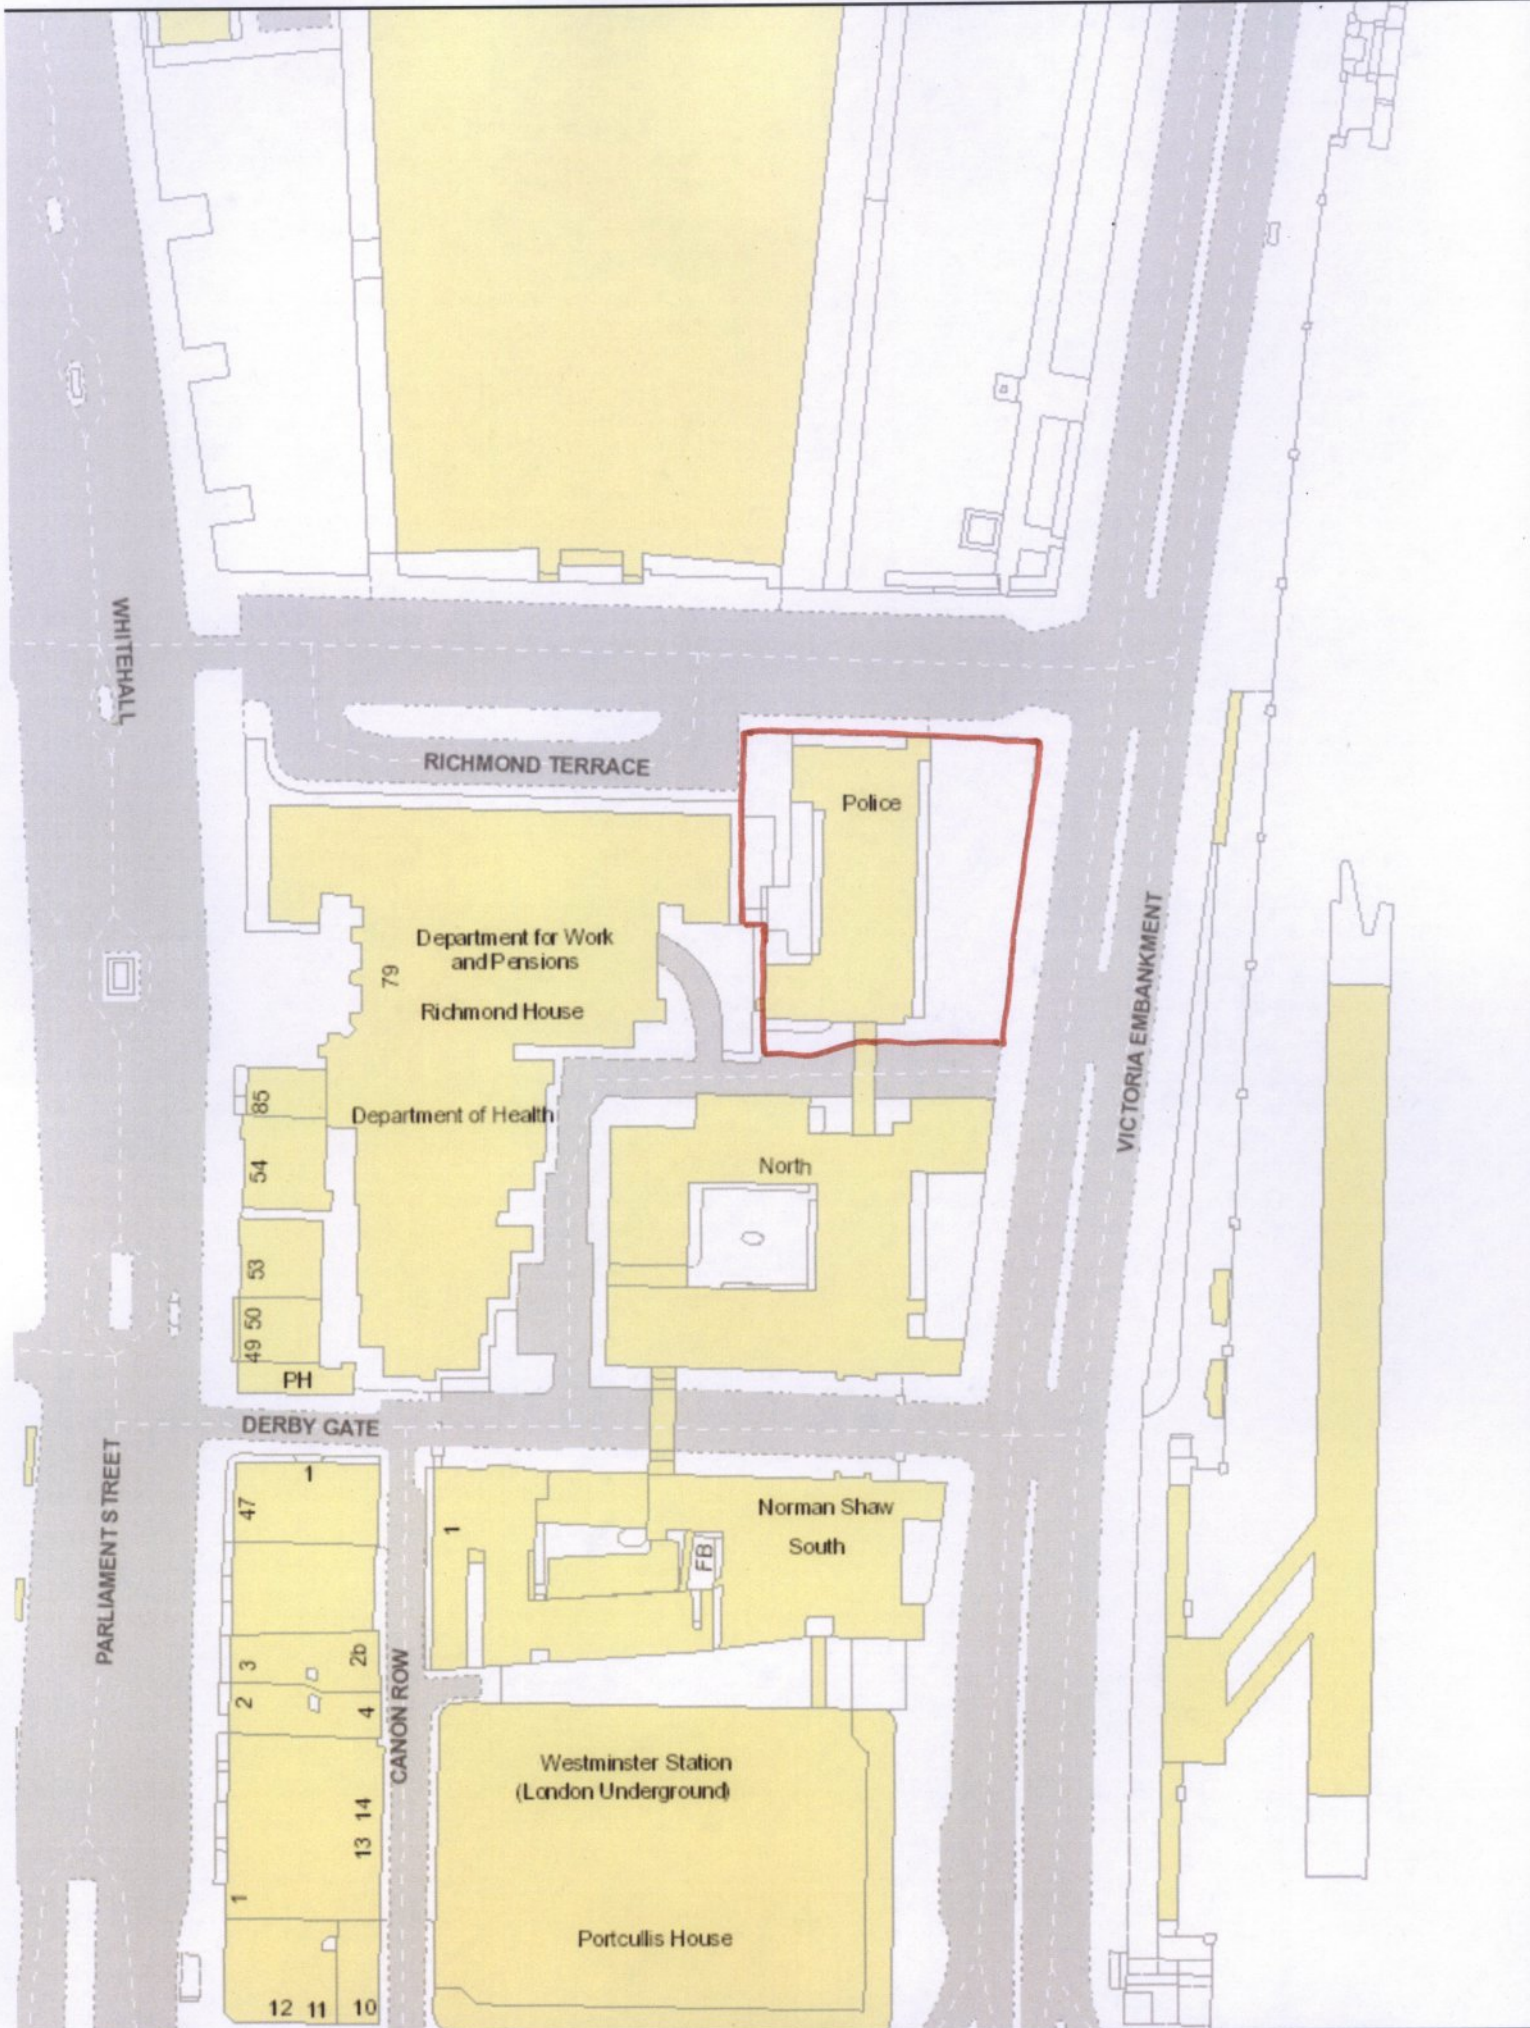 WHITEHALL
RICHMOND TERRACE
Police
Department for Work
and Pensions
79
Richmond House
VICTORIA EMBANKMENT
85
Department of Health
54
North
53
50
49
PH
DERBY GATE
PARLIAMENT STREET
1
47
1
Norman Shaw
South
FB
3
2b
2
4
CANON ROW
Westminster Station
(London Underground)
14
13
1
Portcullis House
12
11
10